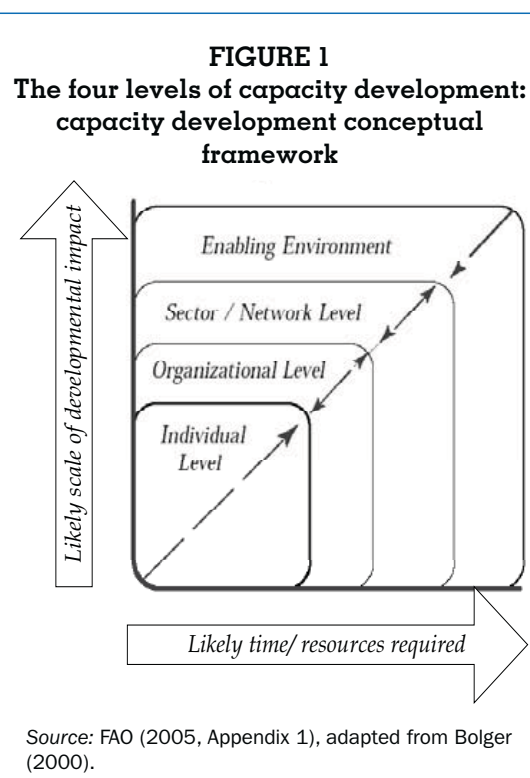 FIGURE 1
The four levels of capacity development:
capacity development conceptual
framework
Likely scale of developmental impact
Enabling Environment
Sector / Network Level
Organizational Level
Individual
Level
Likely time/ resources required
Source: FAO (2005, Appendix 1), adapted from Bolger
(2000).